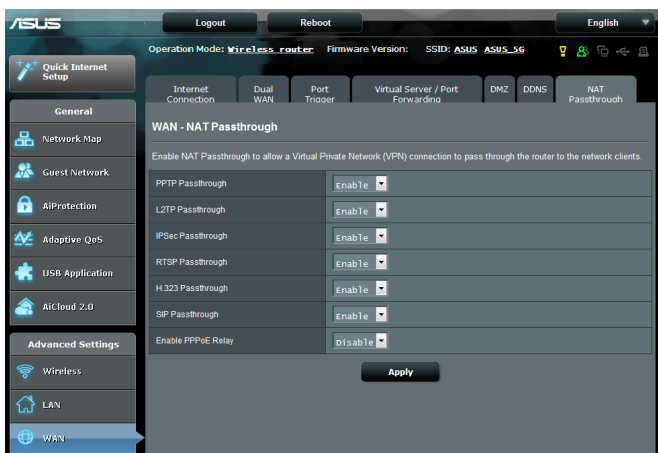 ASUS
Logout
Reboot
English
Operation Mode: Wireless router Firmware Version: SSID: ASUS ASUS_5G
Quick Internet
Setup
General
Network Map
Guest Network
AiProtection
Adaptive QoS
USB Application
AiCloud 2.0
Advanced Settings
Wireless
LAN
WAN
Internet
Connection
Dual
WAN
Port
Trigger
Virtual Server / Port
Forwarding
DMZ
DDNS
NAT
Passthrough
WAN - NAT Passthrough
Enable NAT Passthrough to allow a Virtual Private Network (VPN) connection to pass through the router to the network clients.
PPTP Passthrough Enable
L2TP Passthrough Enable
IPSec Passthrough Enable
RTSP Passthrough Enable
H.323 Passthrough Enable
SIP Passthrough Enable
Enable PPPoE Relay Disable
Apply